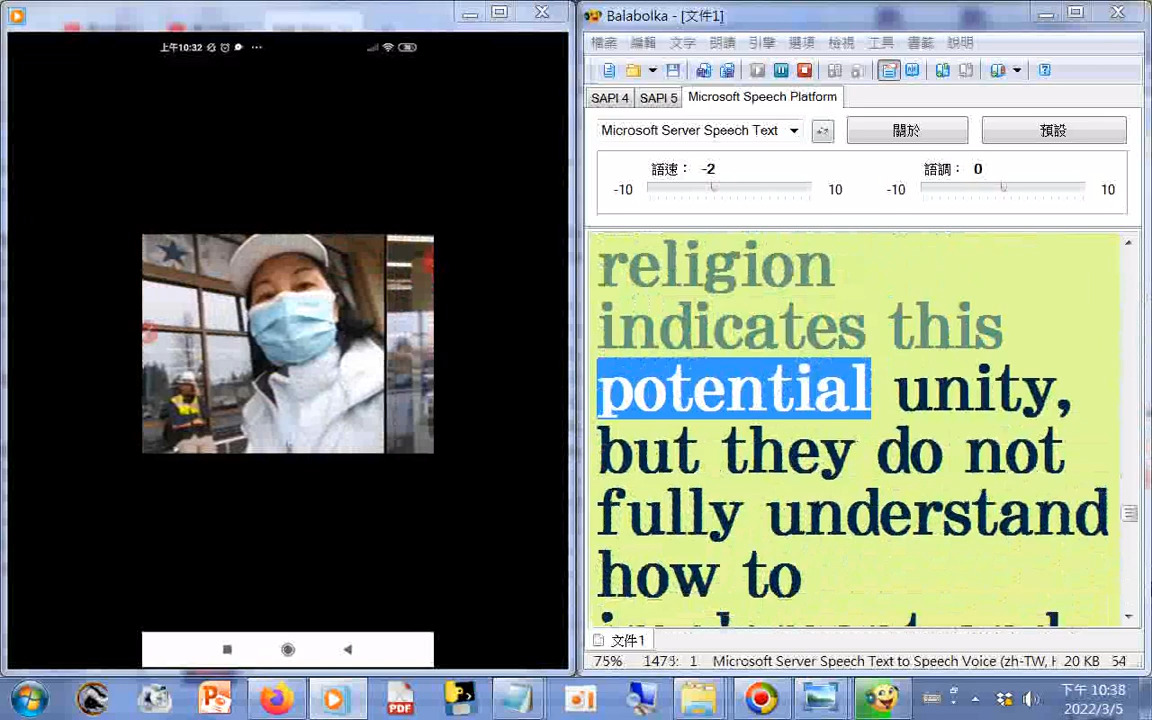 上午10:32
Balabolka - [文件1]
檔案 編輯 文字 朗讀 引擎 選項 檢視 工具 書籤 說明
SAPI 4 SAPI 5 Microsoft Speech Platform
Microsoft Server Speech Text 關於 預設
語速： -2 語調： 0
-10 10 -10 10
religion
indicates this
potential unity,
but they do not
fully understand
how to
文件1
75% 1 Microsoft Server Speech Text to Speech Voice (zh-TW, 20 KB 54
PDF
下午 10:38
2022/3/5